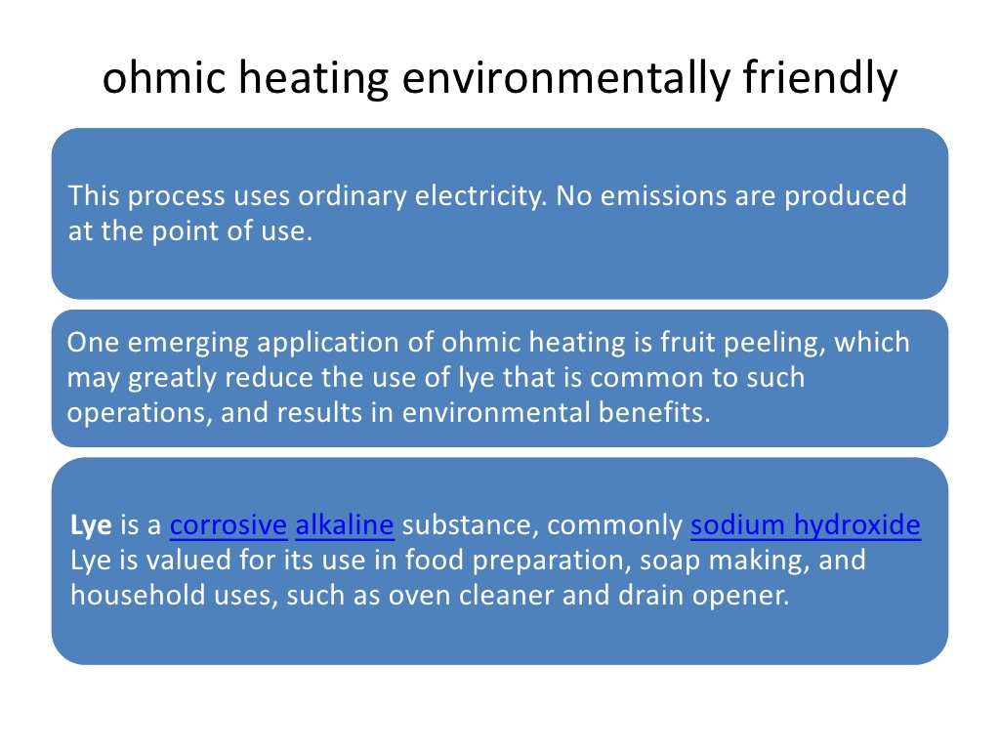 ohmic heating environmentally friendly
This process uses ordinary electricity. No emissions are produced
at the point of use.
One emerging application of ohmic heating is fruit peeling, which
may greatly reduce the use of lye that is common to such
operations, and results in environmental benefits.
Lye is a corrosive alkaline substance, commonly sodium hydroxide
Lye is valued for its use in food preparation, soap making, and
household uses, such as oven cleaner and drain opener.